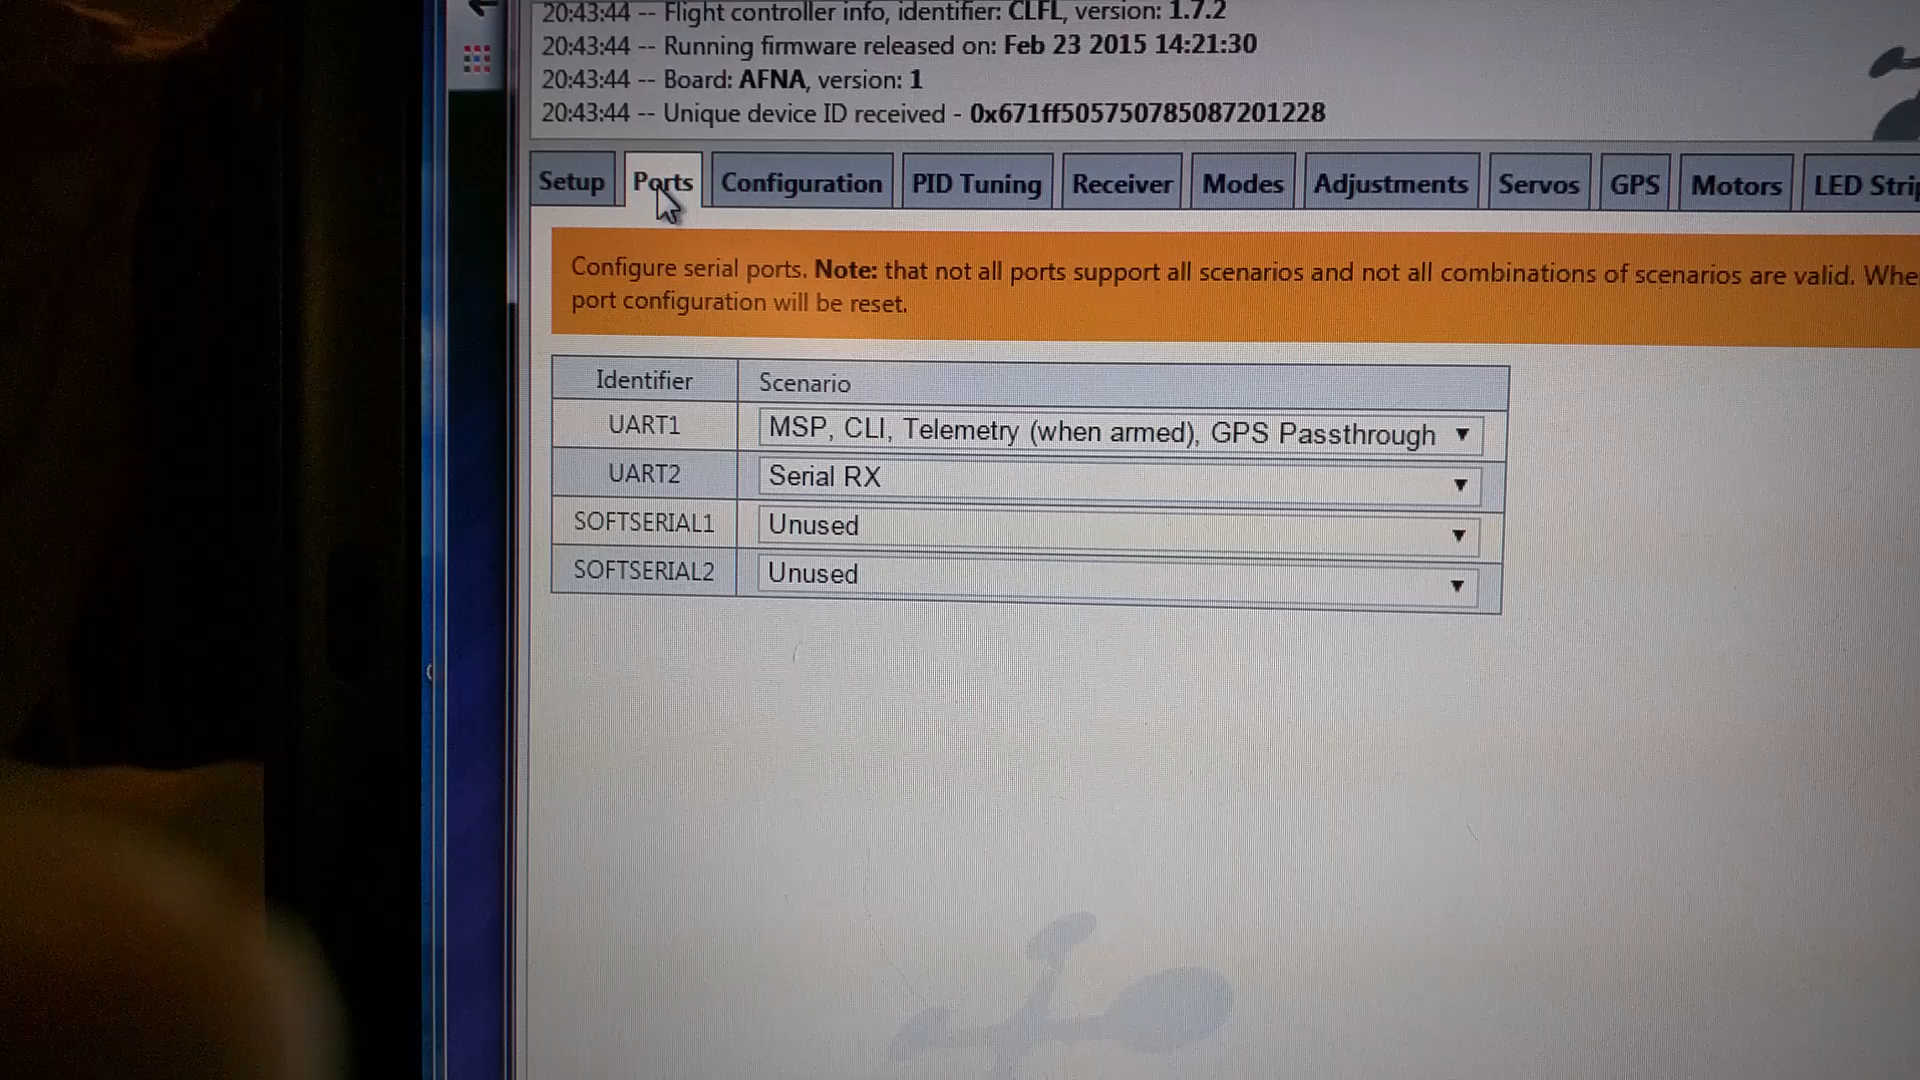 20:43:44 -- Flight controller info, identifier: CLFL, version: 1.7.2
20:43:44 -- Running firmware released on: Feb 23 2015 14:21:30
20:43:44 -- Board: AFNA, version: 1
20:43:44 -- Unique device ID received - 0x671ff505750785087201228
Setup Ports Configuration PID Tuning Receiver Modes Adjustments Servos GPS Motors LED Strip
Configure serial ports. Note: that not all ports support all scenarios and not all combinations of scenarios are valid. Whe
port configuration will be reset.
Identifier Scenario
UART1 MSP, CLI, Telemetry (when armed), GPS Passthrough
UART2 Serial RX
SOFTSERIAL1 Unused
SOFTSERIAL2 Unused